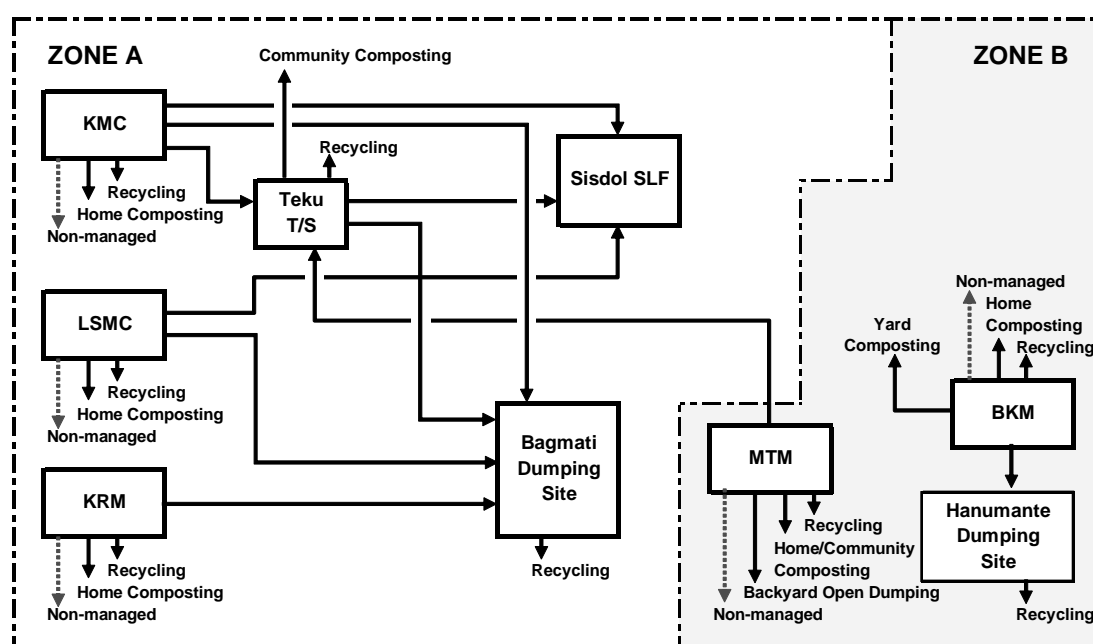 ZONE A
ZONE B
Community Composting
KMC
Recycling
Sisdol SLF
Recycling
Home Composting
Non-managed
Teku
T/S
LSMC
Recycling
Home Composting
Non-managed
Non-managed
Home
Composting
Recycling
Yard
Composting
BKM
KRM
Recycling
Home Composting
Non-managed
Bagmati
Dumping
Site
Recycling
MTM
Recycling
Home/Community
Composting
Backyard Open Dumping
Non-managed
Hanumante
Dumping
Site
Recycling